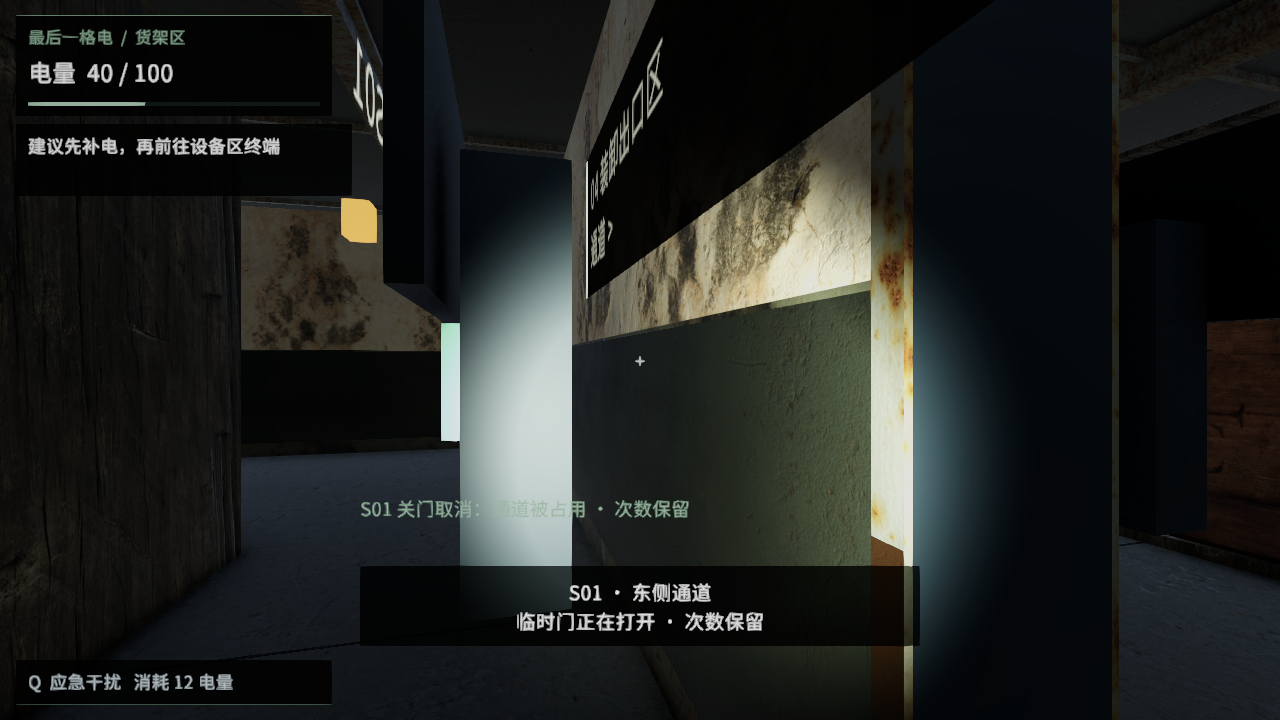 最后一格电 / 货架区
电量 40 / 100
建议先补电，再前往设备区终端
S01
04 装卸出口区
通道 >
S01 关门取消：通道被占用 · 次数保留
S01 · 东侧通道
临时门正在打开 · 次数保留
Q 应急干扰 消耗 12 电量